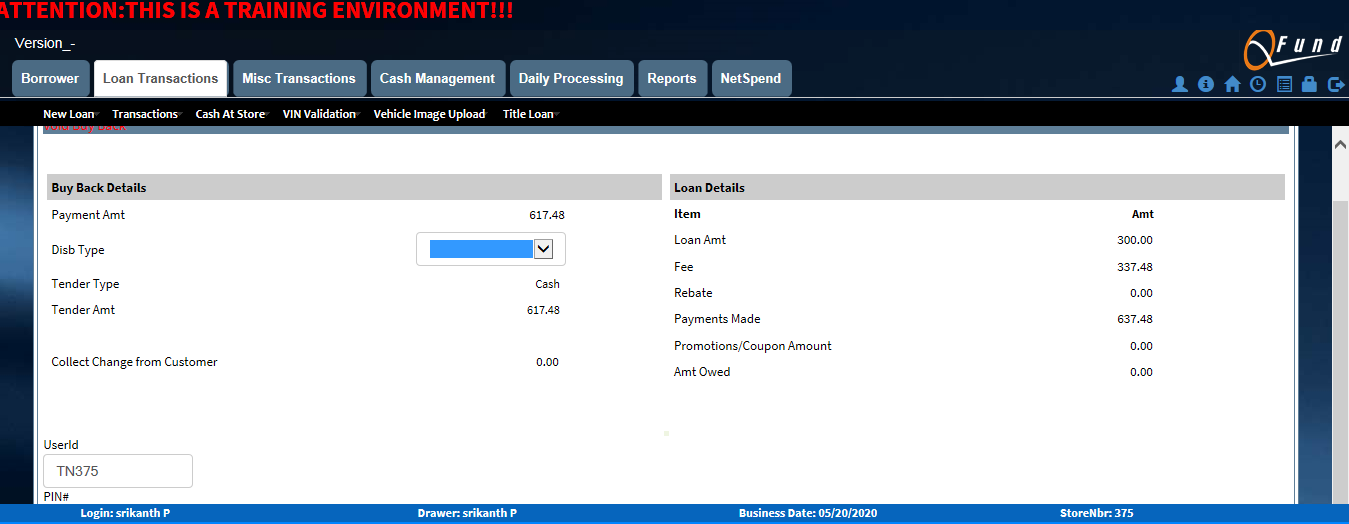 ATTENTION:THIS IS A TRAINING ENVIRONMENT!!!
Version_-
Fund
Borrower Loan Transactions Misc Transactions Cash Management Daily Processing Reports NetSpend
New Loan Transactions Cash At Store VIN Validation Vehicle Image Upload Title Loan
Void Buy Back
Buy Back Details Loan Details
Payment Amt 617.48 Item Amt
Disb Type Loan Amt 300.00
Fee 337.48
Tender Type Cash Rebate 0.00
Tender Amt 617.48 Payments Made 637.48
Promotions/Coupon Amount 0.00
Collect Change from Customer 0.00 Amt Owed 0.00
UserId
TN375
PIN#
Login: srikanth P Drawer: srikanth P Business Date: 05/20/2020 StoreNbr: 375